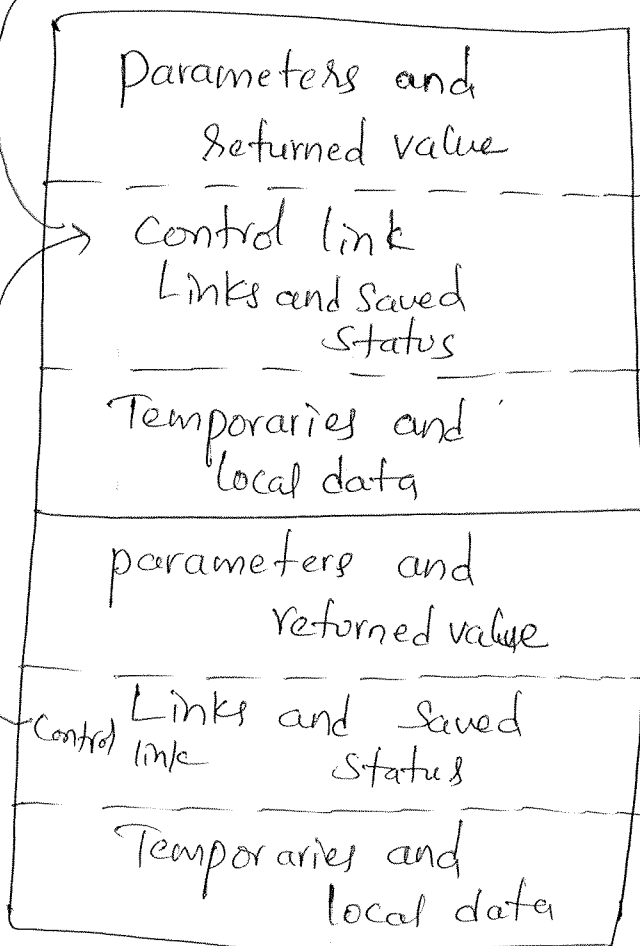 Parameters and
returned value
Control link
Links and Saved
status
Temporaries and
local data
parameters and
returned value
Control Links and Saved
link status
Temporaries and
local data